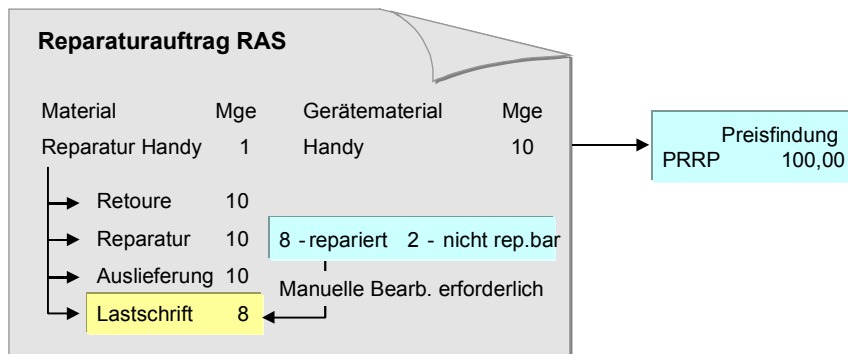 Reparaturauftrag RAS
Material Mge Gerätematerial Mge
Reparatur Handy 1 Handy 10
Preisfindung
PRRP 100,00
Retoure 10
Reparatur 10 8 - repariert 2 - nicht rep.bar
Auslieferung 10
Manuelle Bearb. erforderlich
Lastschrift 8